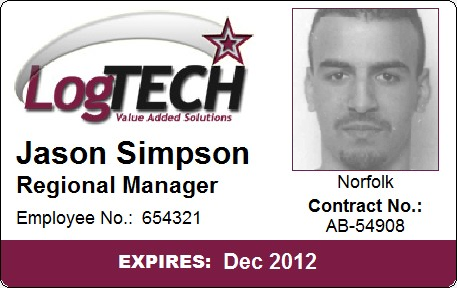 LogTECH
Value Added Solutions
Jason Simpson
Regional Manager
Employee No.: 654321
Norfolk
Contract No.:
AB-54908
EXPIRES: Dec 2012